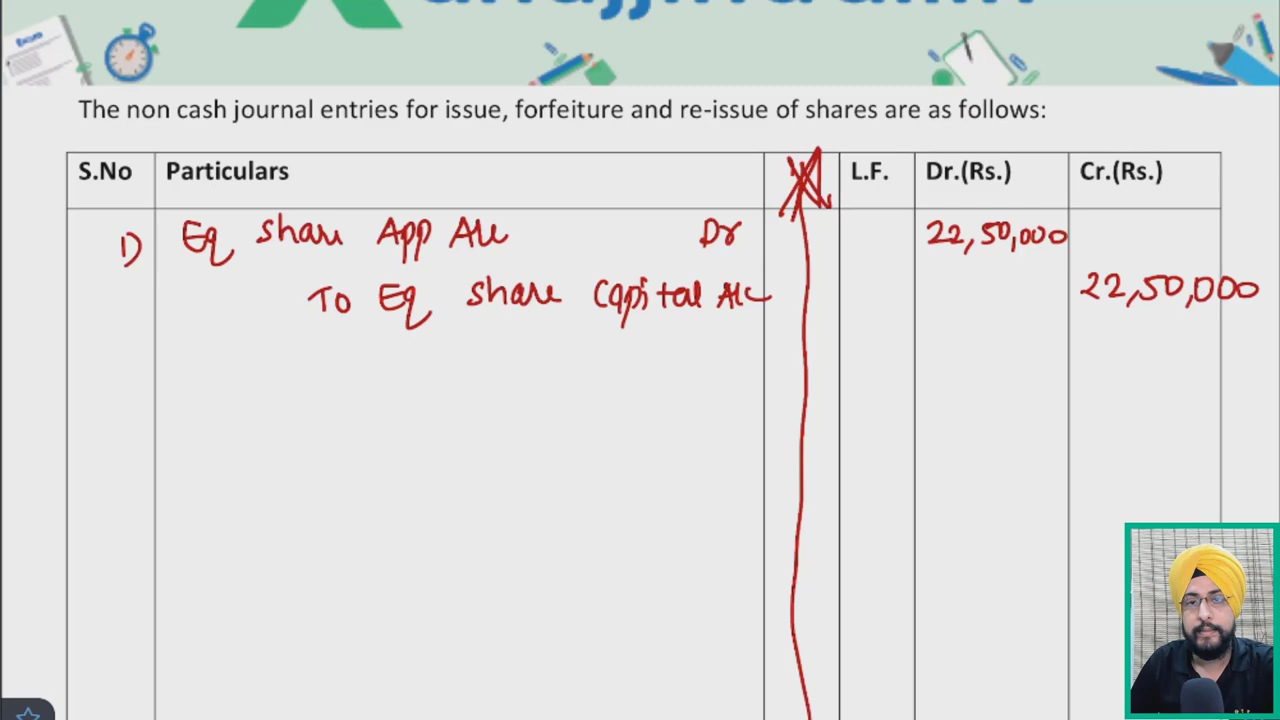 The non cash journal entries for issue, forfeiture and re-issue of shares are as follows:
S.No Particulars L.F. Dr.(Rs.) Cr.(Rs.)
1) Eq share App A/c Dr 22,50,000
To Eq share Capital A/c 22,50,000